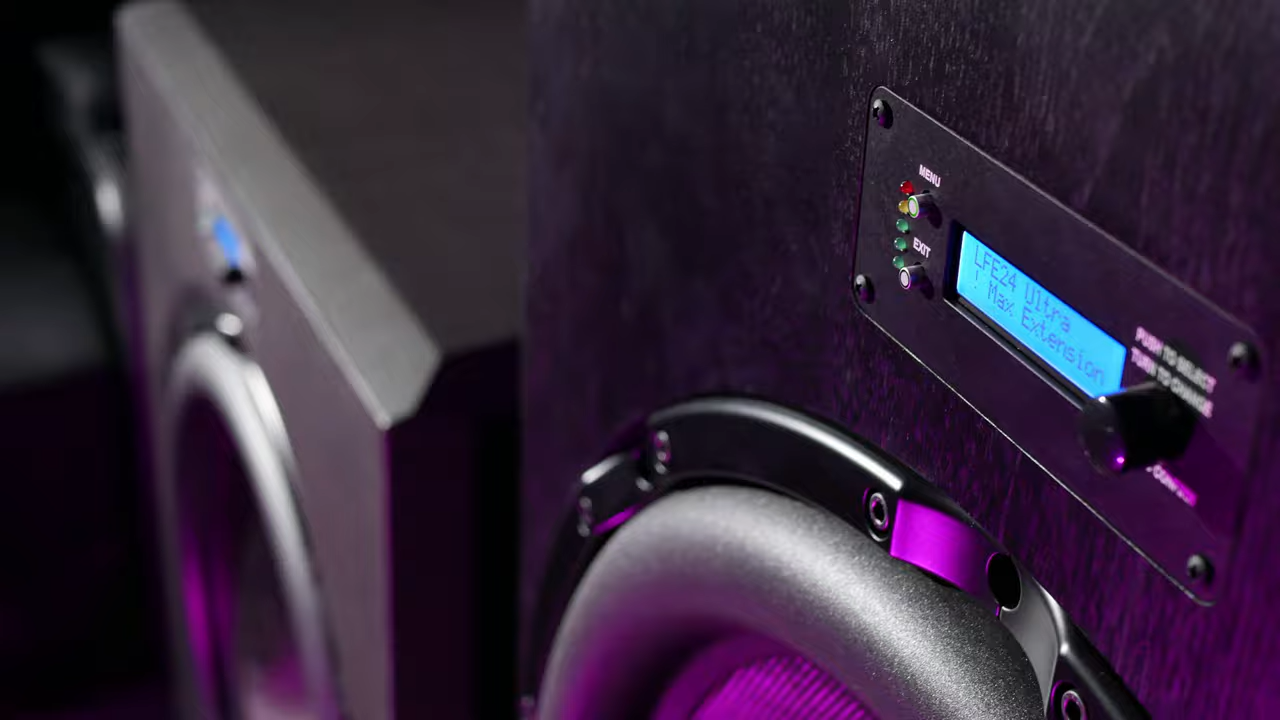 MENU
EXIT
LFE24 Ultra
! Max Extension
PUSH TO SELECT
TURN TO CHANGE